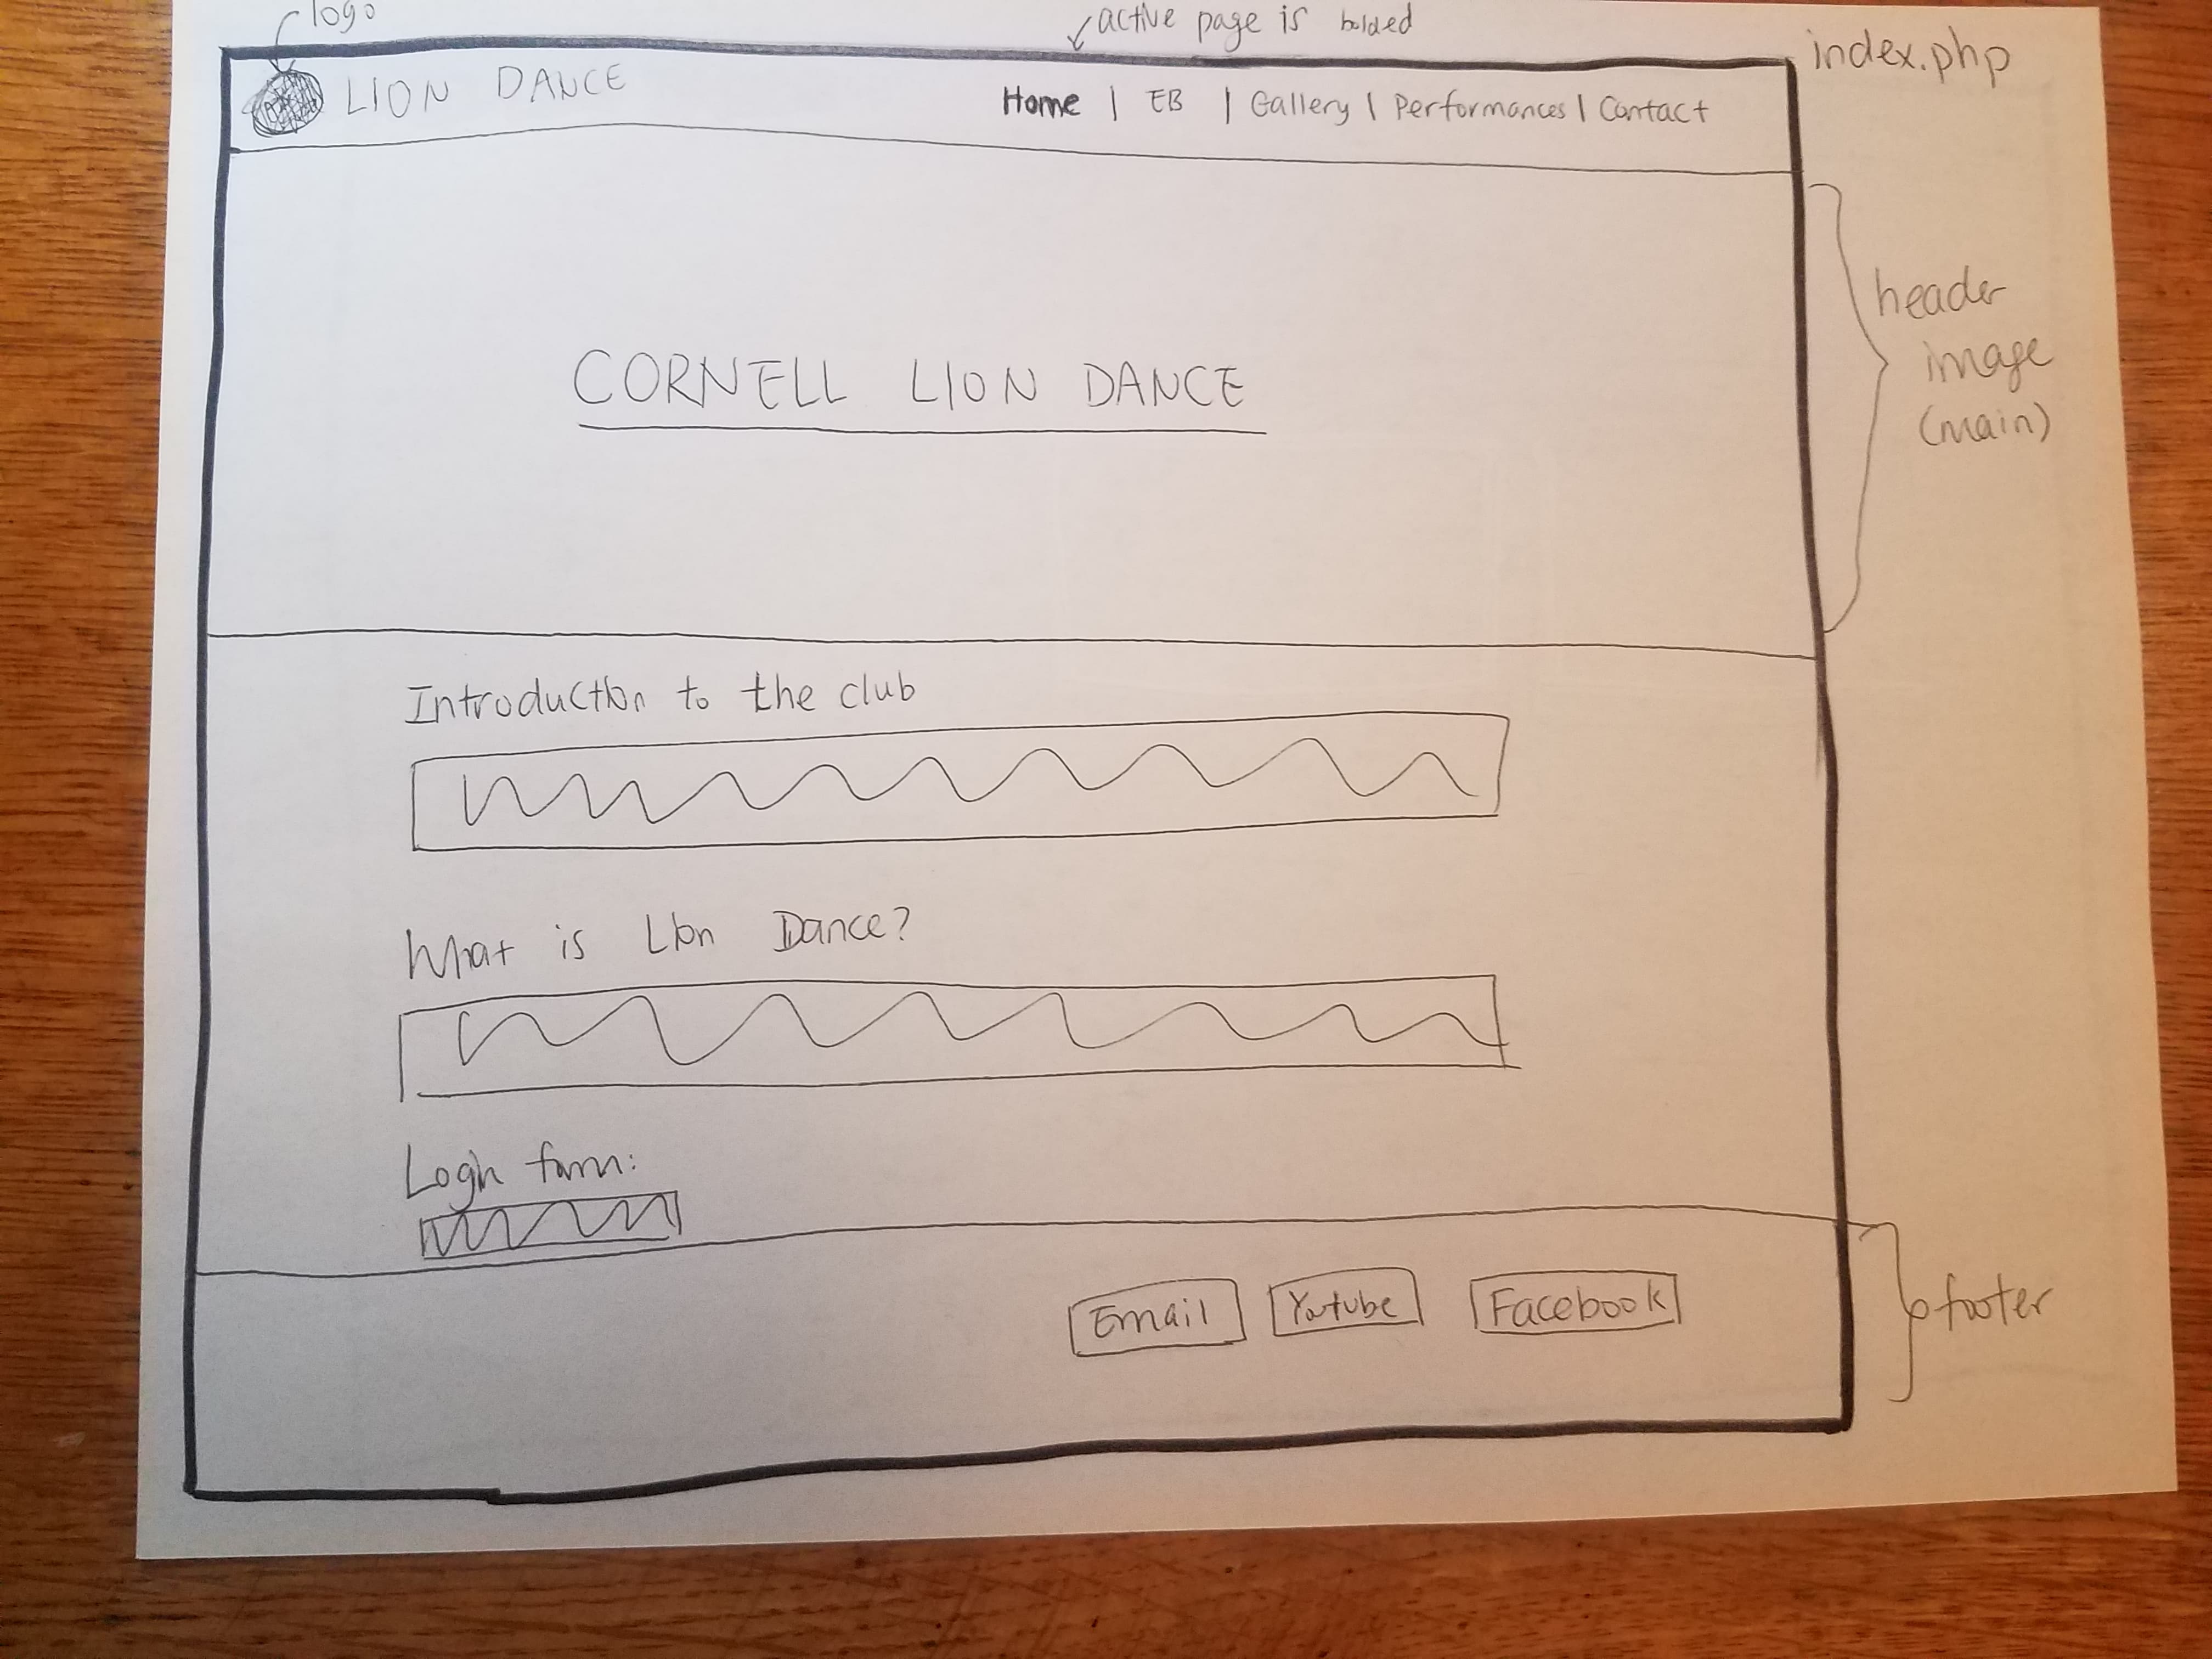 logo
active page is bolded
index.php
LION DANCE
Home | EB | Gallery | Performances | Contact
header
image
(main)
CORNELL LION DANCE
Introduction to the club
What is Lion Dance?
Login form:
Email
Youtube
Facebook
footer